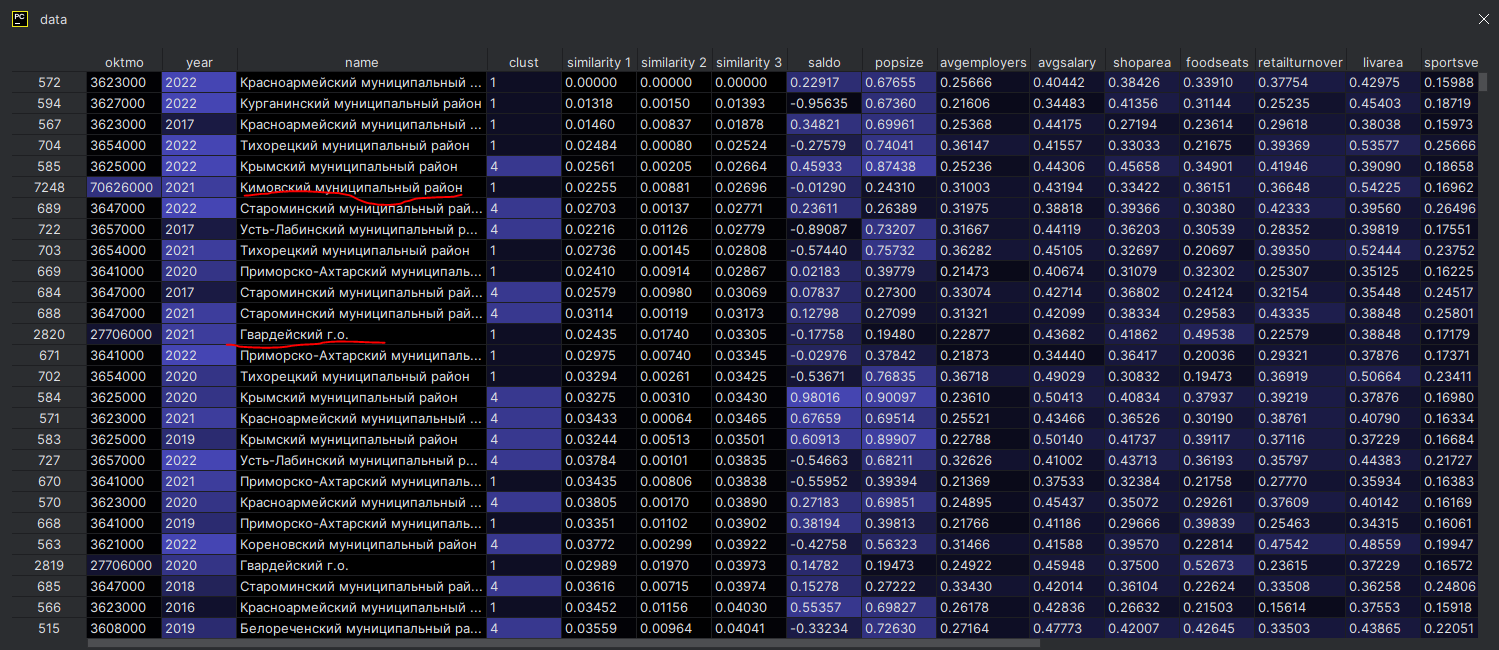 PC data
oktmo year name clust similarity 1 similarity 2 similarity 3 saldo popsize avgemployers avgsalary shoparea foodseats retailturnover livarea sportsve
572 3623000 2022 Красноармейский муниципальный ... 1 0.00000 0.00000 0.00000 0.22917 0.67655 0.25666 0.40442 0.38426 0.33910 0.37754 0.42975 0.15988
594 3627000 2022 Курганинский муниципальный район 1 0.01318 0.00150 0.01393 -0.95635 0.67360 0.21606 0.34483 0.41356 0.31144 0.25235 0.45403 0.18719
567 3623000 2017 Красноармейский муниципальный ... 1 0.01460 0.00837 0.01878 0.34821 0.69961 0.25368 0.44175 0.27194 0.23614 0.29618 0.38038 0.15973
704 3654000 2022 Тихорецкий муниципальный район 1 0.02484 0.00080 0.02524 -0.27579 0.74041 0.36147 0.41557 0.33033 0.21675 0.39369 0.53577 0.25666
585 3625000 2022 Крымский муниципальный район 4 0.02561 0.00205 0.02664 0.45933 0.87438 0.25236 0.44306 0.45658 0.34901 0.41946 0.39090 0.18658
7248 70626000 2021 Кимовский муниципальный район 1 0.02255 0.00881 0.02696 -0.01290 0.24310 0.31003 0.43194 0.33422 0.36151 0.36648 0.54225 0.16962
689 3647000 2022 Староминский муниципальный рай... 4 0.02703 0.00137 0.02771 0.23611 0.26389 0.31975 0.38818 0.39366 0.30380 0.42333 0.39560 0.26496
722 3657000 2017 Усть-Лабинский муниципальный р... 4 0.02216 0.01126 0.02779 -0.89087 0.73207 0.31667 0.44119 0.36203 0.30539 0.28352 0.39819 0.17551
703 3654000 2021 Тихорецкий муниципальный район 1 0.02736 0.00145 0.02808 -0.57440 0.75732 0.36282 0.45105 0.32697 0.20697 0.39350 0.52444 0.23752
669 3641000 2020 Приморско-Ахтарский муниципаль... 1 0.02410 0.00914 0.02867 0.02183 0.39779 0.21473 0.40674 0.31079 0.32302 0.25307 0.35125 0.16225
684 3647000 2017 Староминский муниципальный рай... 4 0.02579 0.00980 0.03069 0.07837 0.27300 0.33074 0.42714 0.36802 0.24124 0.32154 0.35448 0.24517
688 3647000 2021 Староминский муниципальный рай... 4 0.03114 0.00119 0.03173 0.12798 0.27099 0.31321 0.42099 0.38334 0.29583 0.43335 0.38848 0.25801
2820 27706000 2021 Гвардейский г.о. 1 0.02435 0.01740 0.03305 -0.17758 0.19480 0.22877 0.43682 0.41862 0.49538 0.22579 0.38848 0.17179
671 3641000 2022 Приморско-Ахтарский муниципаль... 1 0.02975 0.00740 0.03345 -0.02976 0.37842 0.21873 0.34440 0.36417 0.20036 0.29321 0.37876 0.17371
702 3654000 2020 Тихорецкий муниципальный район 1 0.03294 0.00261 0.03425 -0.53671 0.76835 0.36718 0.49029 0.30832 0.19473 0.36919 0.50664 0.23411
584 3625000 2020 Крымский муниципальный район 4 0.03275 0.00310 0.03430 0.98016 0.90097 0.23610 0.50413 0.40834 0.37937 0.39219 0.37876 0.16980
571 3623000 2021 Красноармейский муниципальный ... 4 0.03433 0.00064 0.03465 0.67659 0.69514 0.25521 0.43466 0.36526 0.30190 0.38761 0.40790 0.16334
583 3625000 2019 Крымский муниципальный район 4 0.03244 0.00513 0.03501 0.60913 0.89907 0.22788 0.50140 0.41737 0.39117 0.37116 0.37229 0.16684
727 3657000 2022 Усть-Лабинский муниципальный р... 4 0.03784 0.00101 0.03835 -0.54663 0.68211 0.32626 0.41002 0.43713 0.36193 0.35797 0.44383 0.21727
670 3641000 2021 Приморско-Ахтарский муниципаль... 1 0.03435 0.00806 0.03838 -0.55952 0.39394 0.21369 0.37533 0.32384 0.21758 0.27770 0.35934 0.16383
570 3623000 2020 Красноармейский муниципальный ... 4 0.03805 0.00170 0.03890 0.27183 0.69851 0.24895 0.45437 0.35072 0.29261 0.37609 0.40142 0.16169
668 3641000 2019 Приморско-Ахтарский муниципаль... 1 0.03351 0.01102 0.03902 0.38194 0.39813 0.21766 0.41186 0.29666 0.39839 0.25463 0.34315 0.16061
563 3621000 2022 Кореновский муниципальный район 4 0.03772 0.00299 0.03922 -0.42758 0.56323 0.31466 0.41588 0.39570 0.22814 0.47542 0.48559 0.19947
2819 27706000 2020 Гвардейский г.о. 1 0.02989 0.01970 0.03973 0.14782 0.19473 0.24922 0.45948 0.37500 0.52673 0.23615 0.37229 0.16572
685 3647000 2018 Староминский муниципальный рай... 4 0.03616 0.00715 0.03974 0.15278 0.27222 0.33430 0.42014 0.36104 0.22624 0.33508 0.36258 0.24806
566 3623000 2016 Красноармейский муниципальный ... 1 0.03452 0.01156 0.04030 0.55357 0.69827 0.26178 0.42836 0.26632 0.21503 0.15614 0.37553 0.15918
515 3608000 2019 Белореченский муниципальный ра... 4 0.03559 0.00964 0.04041 -0.33234 0.72630 0.27164 0.47773 0.42007 0.42645 0.33503 0.43865 0.22051